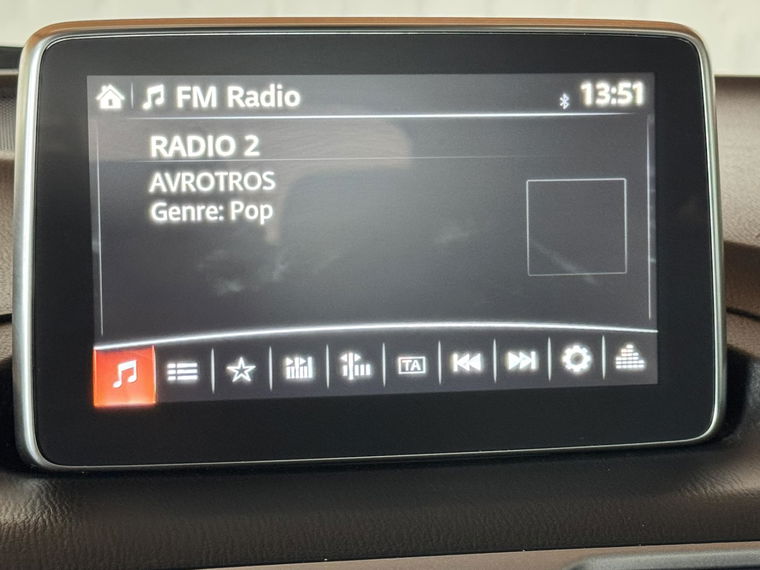 FM Radio
13:51
RADIO 2
AVROTROS
Genre: Pop
TA